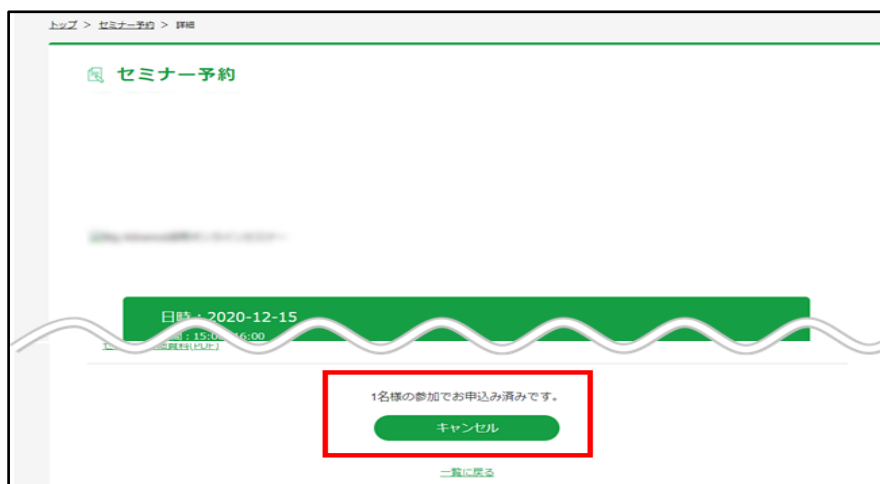 トップ > セミナー予約 > 詳細
セミナー予約
日時：2020-12-15
1名様の参加でお申込み済みです。
キャンセル
一覧に戻る